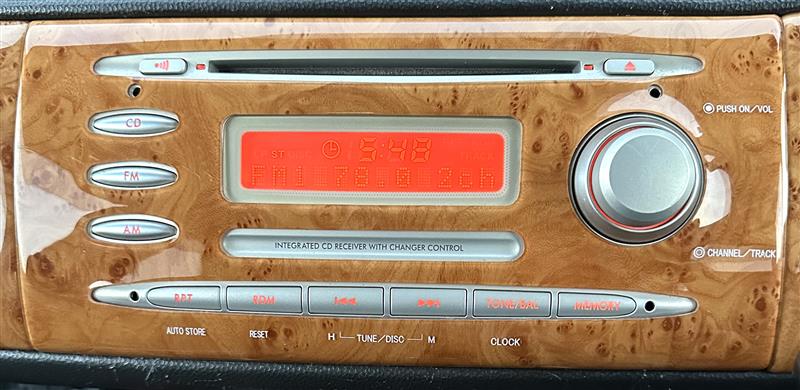 CD
FM
AM
ST 5:48 TRACK
FM1 78.0 2ch
PUSH ON/VOL
CHANNEL/TRACK
INTEGRATED CD RECEIVER WITH CHANGER CONTROL
RPT RDM TONE/BAL MEMORY
AUTO STORE RESET H TUNE/DISC M CLOCK